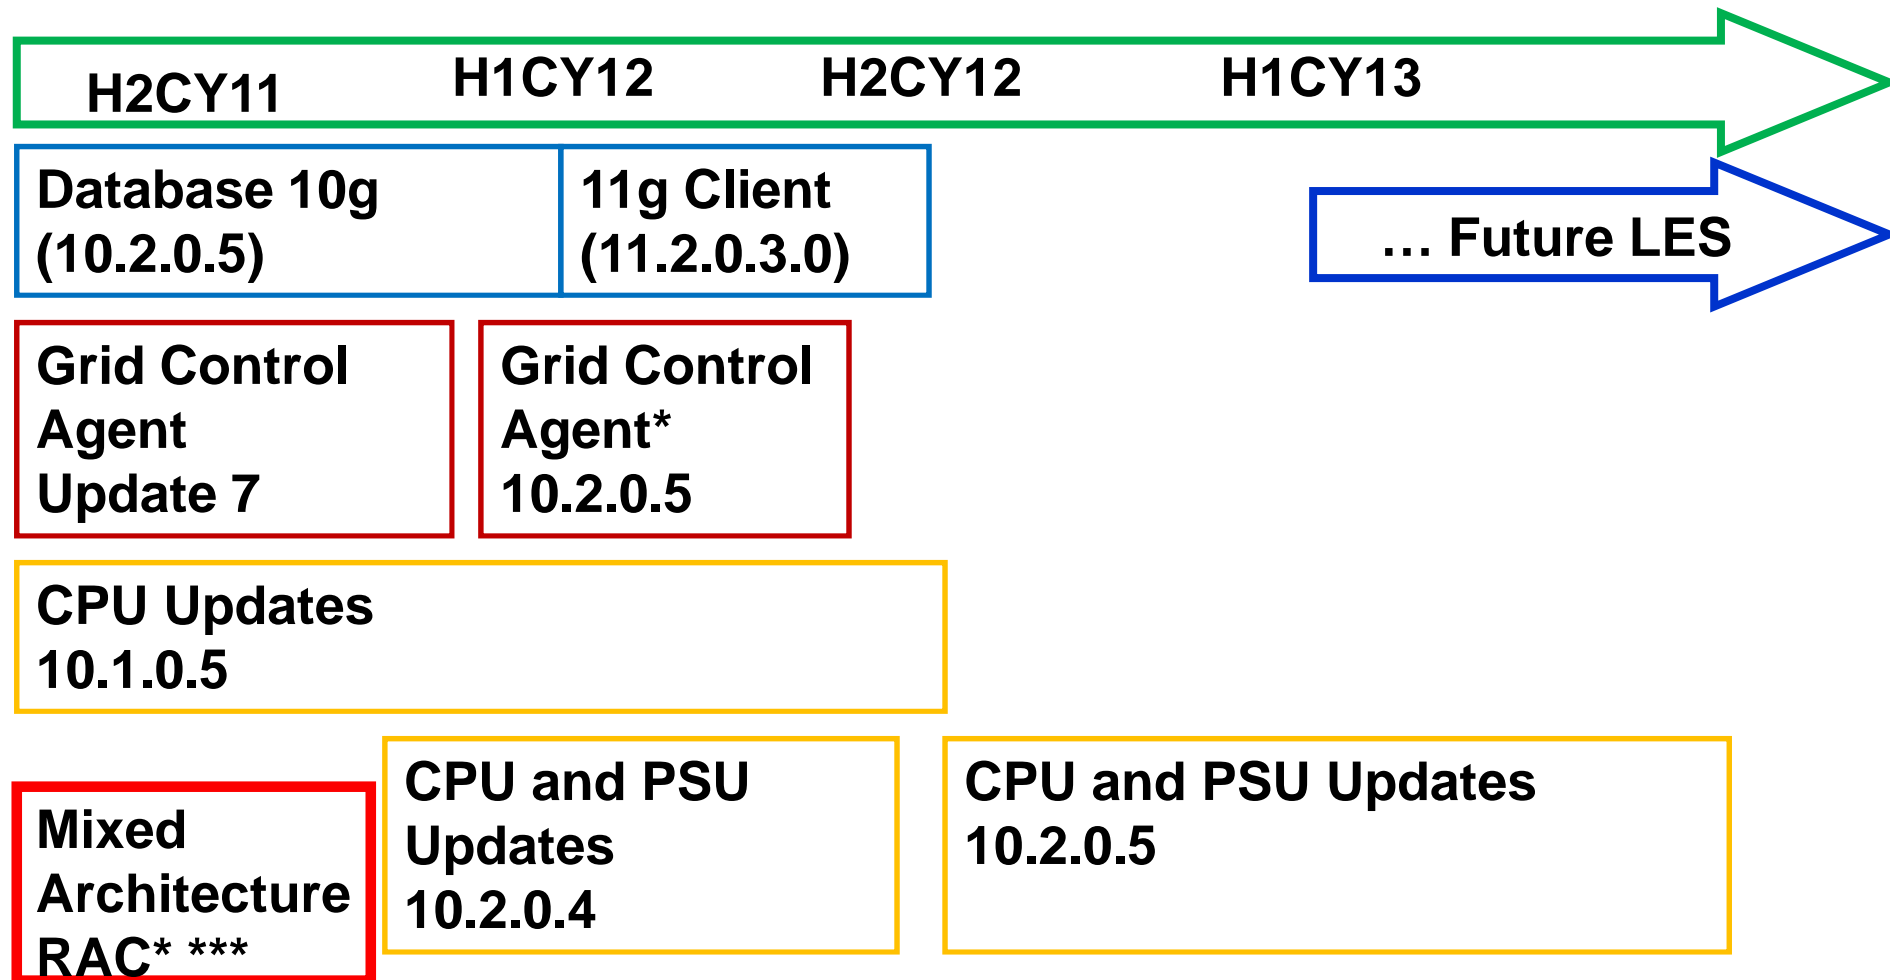 H2CY11
H1CY12
H2CY12
H1CY13
Database 10g
(10.2.0.5)
11g Client
(11.2.0.3.0)
… Future LES
Grid Control
Agent
Update 7
Grid Control
Agent*
10.2.0.5
CPU Updates
10.1.0.5
Mixed
Architecture
RAC* ***
CPU and PSU
Updates
10.2.0.4
CPU and PSU Updates
10.2.0.5